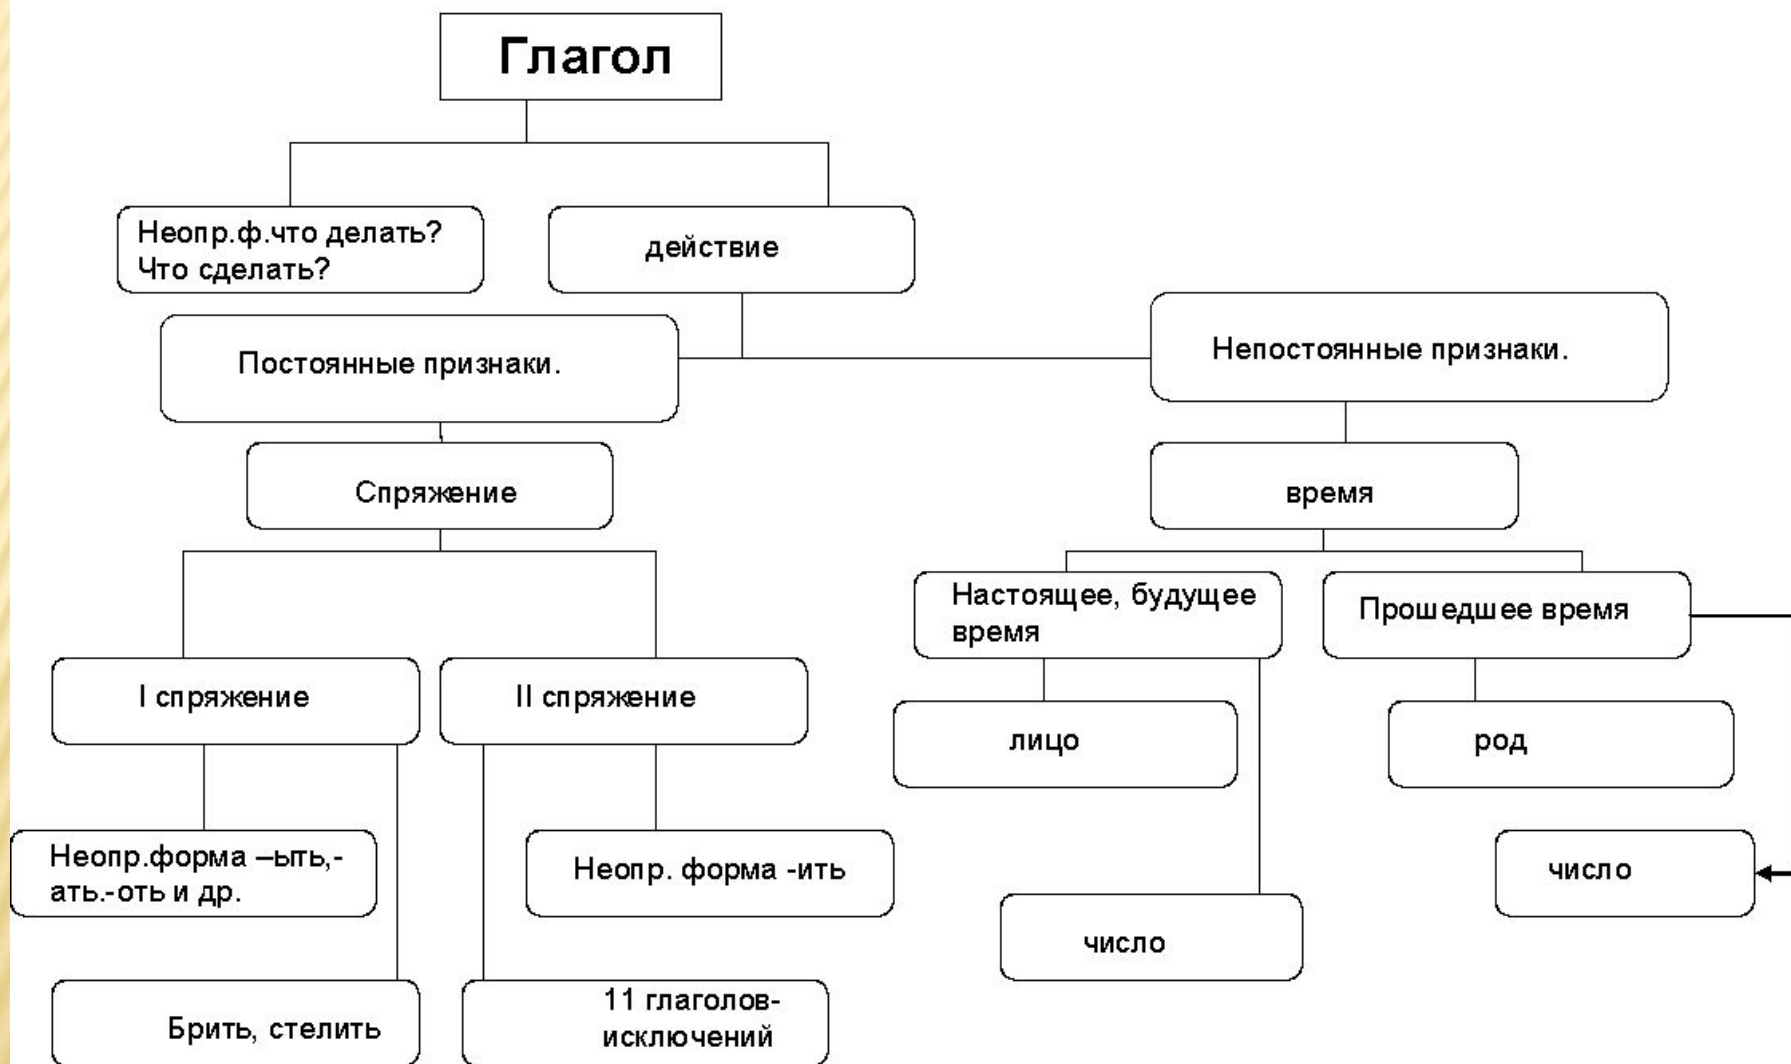 Глагол
Неопр.ф.что делать?
Что сделать?
действие
Постоянные признаки.
Непостоянные признаки.
Спряжение
время
Настоящее, будущее
время
Прошедшее время
I спряжение
II спряжение
лицо
род
Неопр.форма –ыть,-
ать.-оть и др.
Неопр. форма -ить
число
число
Брить, стелить
11 глаголов-
исключений